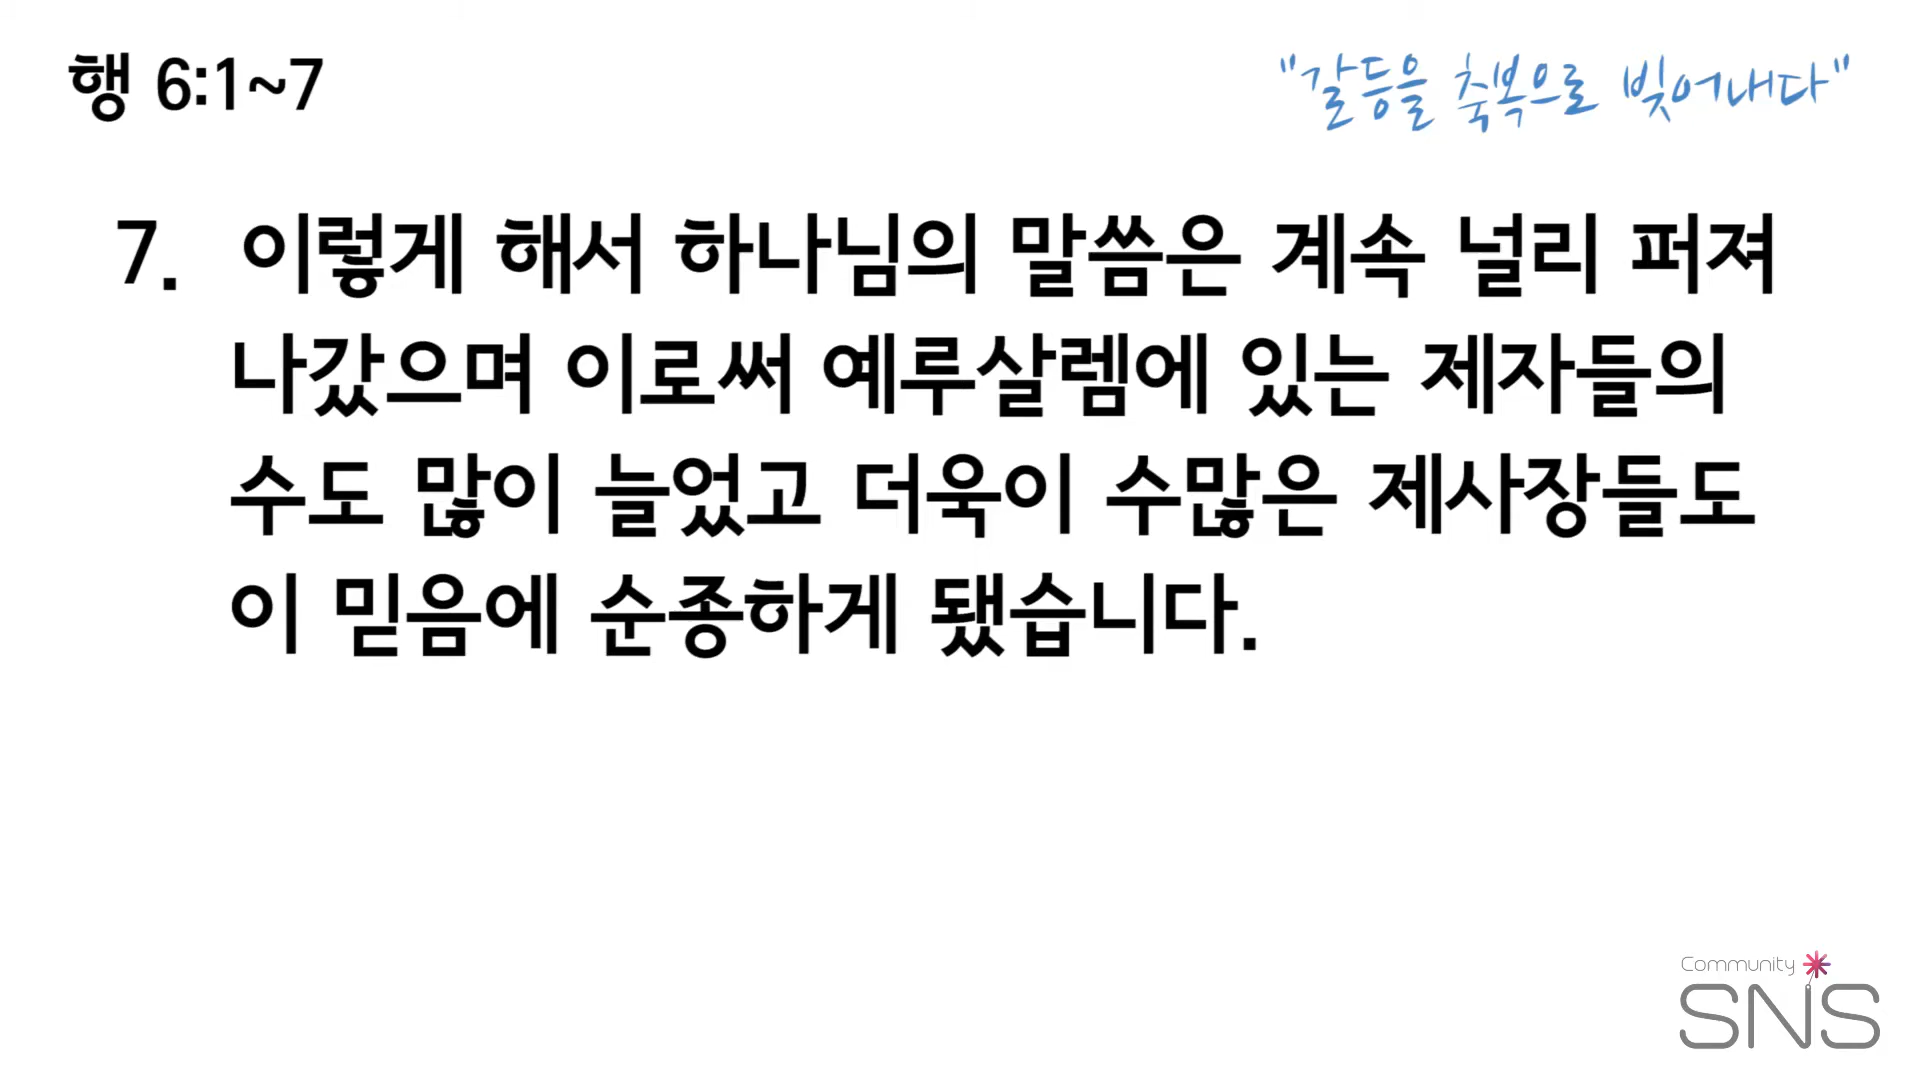 행 6:1~7
"갈등을 축복으로 빚어내다"
7. 이렇게 해서 하나님의 말씀은 계속 널리 퍼져
나갔으며 이로써 예루살렘에 있는 제자들의
수도 많이 늘었고 더욱이 수많은 제사장들도
이 믿음에 순종하게 됐습니다.
Community
SNS